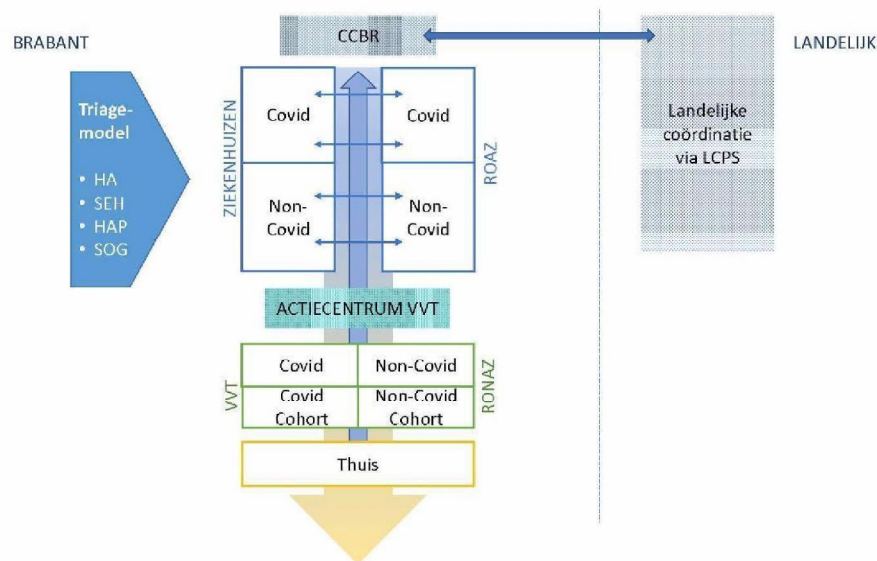 BRABANT
CCBR
LANDELIJK
Triage-
model
• HA
• SEH
• HAP
• SOG
ZIEKENHUIZEN
Covid
Covid
Non-
Covid
Non-
Covid
ROAZ
Landelijke
coördinatie
via LCPS
ACTIECENTRUM VVT
VVT
Covid
Non-Covid
Covid
Cohort
Non-Covid
Cohort
RONAZ
Thuis